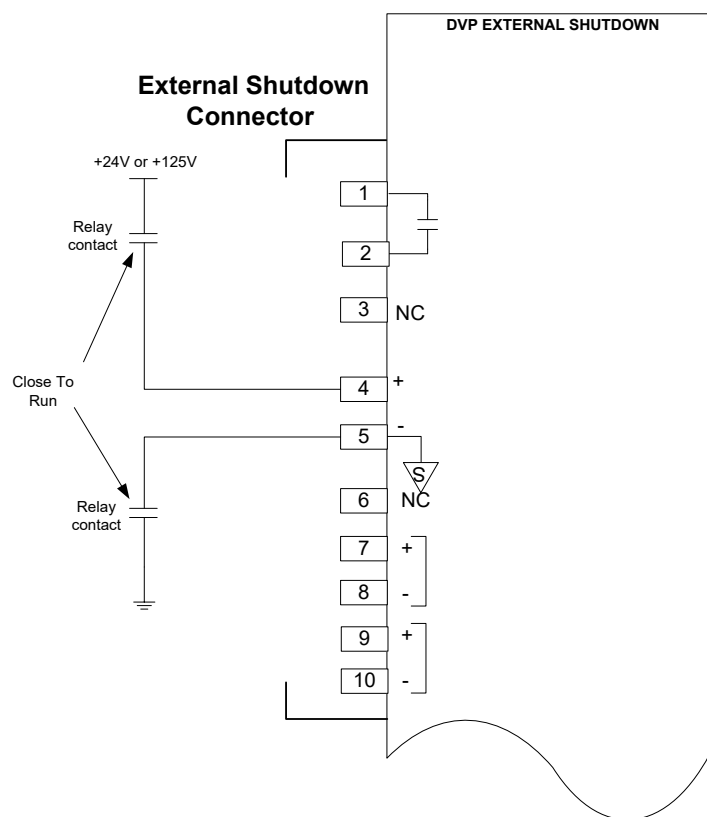 DVP EXTERNAL SHUTDOWN
External Shutdown
Connector
+24V or +125V
Relay
contact
1
2
3 NC
Close To
Run
4 +
5 -
S
6 NC
Relay
contact
7 +
8 -
9 +
10 -